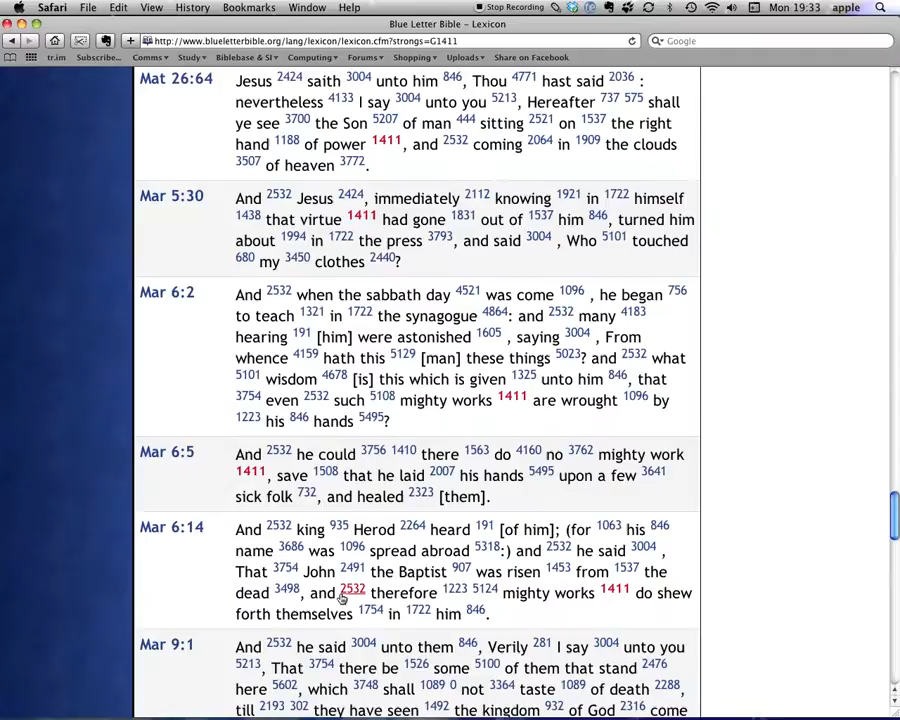 Safari File Edit View History Bookmarks Window Help Stop Recording Mon 19:33 apple
Blue Letter Bible – Lexicon
http://www.blueletterbible.org/lang/lexicon/lexicon.cfm?strongs=G1411 Google
tr.im Subscribe... Comms Study Biblebase & SI Computing Forums Shopping Uploads Share on Facebook
Mat 26:64 Jesus 2424 saith 3004 unto him 846, Thou 4771 hast said 2036 :
nevertheless 4133 I say 3004 unto you 5213, Hereafter 737 575 shall
ye see 3700 the Son 5207 of man 444 sitting 2521 on 1537 the right
hand 1188 of power 1411, and 2532 coming 2064 in 1909 the clouds
3507 of heaven 3772.
Mar 5:30 And 2532 Jesus 2424, immediately 2112 knowing 1921 in 1722 himself
1438 that virtue 1411 had gone 1831 out of 1537 him 846, turned him
about 1994 in 1722 the press 3793, and said 3004 , Who 5101 touched
680 my 3450 clothes 2440?
Mar 6:2 And 2532 when the sabbath day 4521 was come 1096 , he began 756
to teach 1321 in 1722 the synagogue 4864: and 2532 many 4183
hearing 191 [him] were astonished 1605 , saying 3004 , From
whence 4159 hath this 5129 [man] these things 5023? and 2532 what
5101 wisdom 4678 [is] this which is given 1325 unto him 846, that
3754 even 2532 such 5108 mighty works 1411 are wrought 1096 by
1223 his 846 hands 5495?
Mar 6:5 And 2532 he could 3756 1410 there 1563 do 4160 no 3762 mighty work
1411, save 1508 that he laid 2007 his hands 5495 upon a few 3641
sick folk 732, and healed 2323 [them].
Mar 6:14 And 2532 king 935 Herod 2264 heard 191 [of him]; (for 1063 his 846
name 3686 was 1096 spread abroad 5318:) and 2532 he said 3004 ,
That 3754 John 2491 the Baptist 907 was risen 1453 from 1537 the
dead 3498, and 2532 therefore 1223 5124 mighty works 1411 do shew
forth themselves 1754 in 1722 him 846.
Mar 9:1 And 2532 he said 3004 unto them 846, Verily 281 I say 3004 unto you
5213, That 3754 there be 1526 some 5100 of them that stand 2476
here 5602, which 3748 shall 1089 0 not 3364 taste 1089 of death 2288,
till 2193 302 they have seen 1492 the kingdom 932 of God 2316 come